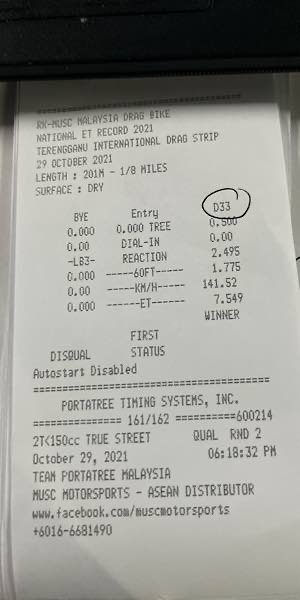 RK-MUSC MALAYSIA DRAG BIKE
NATIONAL ET RECORD 2021
TERENGGANU INTERNATIONAL DRAG STRIP
29 OCTOBER 2021
LENGTH : 201M - 1/8 MILES
SURFACE : DRY
BYE Entry D33
0.000 0.000 TREE 0.500
0.00 DIAL-IN 0.00
-LB3- REACTION 2.495
0.000 -----60FT----- 1.775
0.00 -----KM/H----- 141.52
0.000 ------ET------ 7.549
WINNER
FIRST
DISQUAL STATUS
Autostart Disabled
========================================
PORTATREE TIMING SYSTEMS, INC.
=============== 161/162 ==========600214
2T<150cc TRUE STREET QUAL RND 2
October 29, 2021 06:18:32 PM
TEAM PORTATREE MALAYSIA
MUSC MOTORSPORTS - ASEAN DISTRIBUTOR
www.facebook.com/muscmotorsports
+6016-6681490